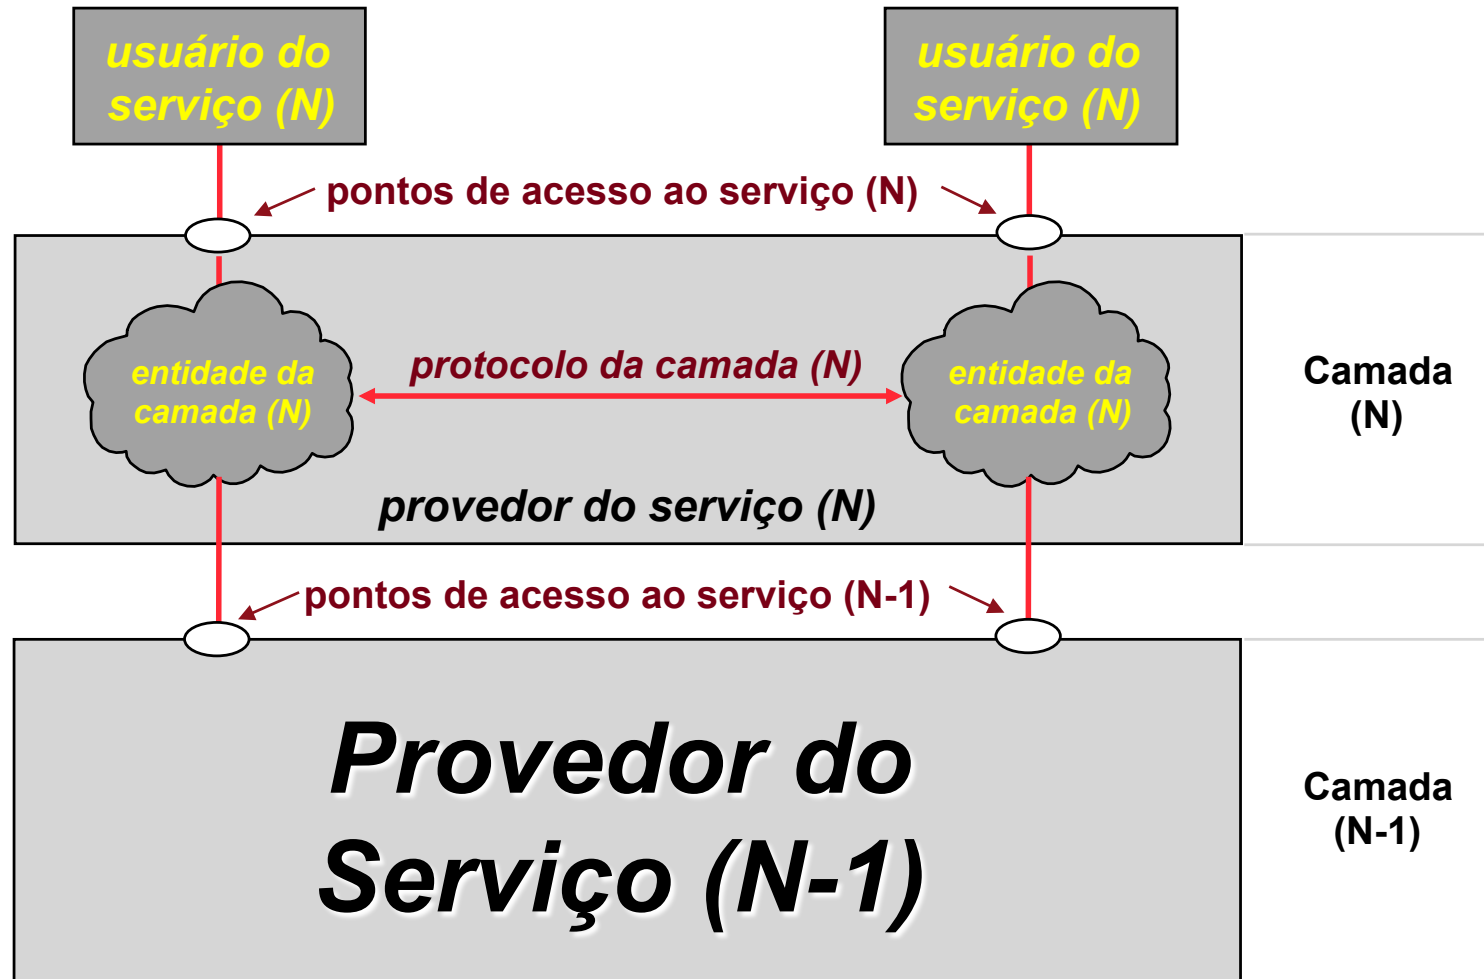 usuário do
serviço (N)
usuário do
serviço (N)
pontos de acesso ao serviço (N)
entidade da
camada (N)
protocolo da camada (N)
entidade da
camada (N)
Camada
(N)
provedor do serviço (N)
pontos de acesso ao serviço (N-1)
Provedor do
Serviço (N-1)
Camada
(N-1)